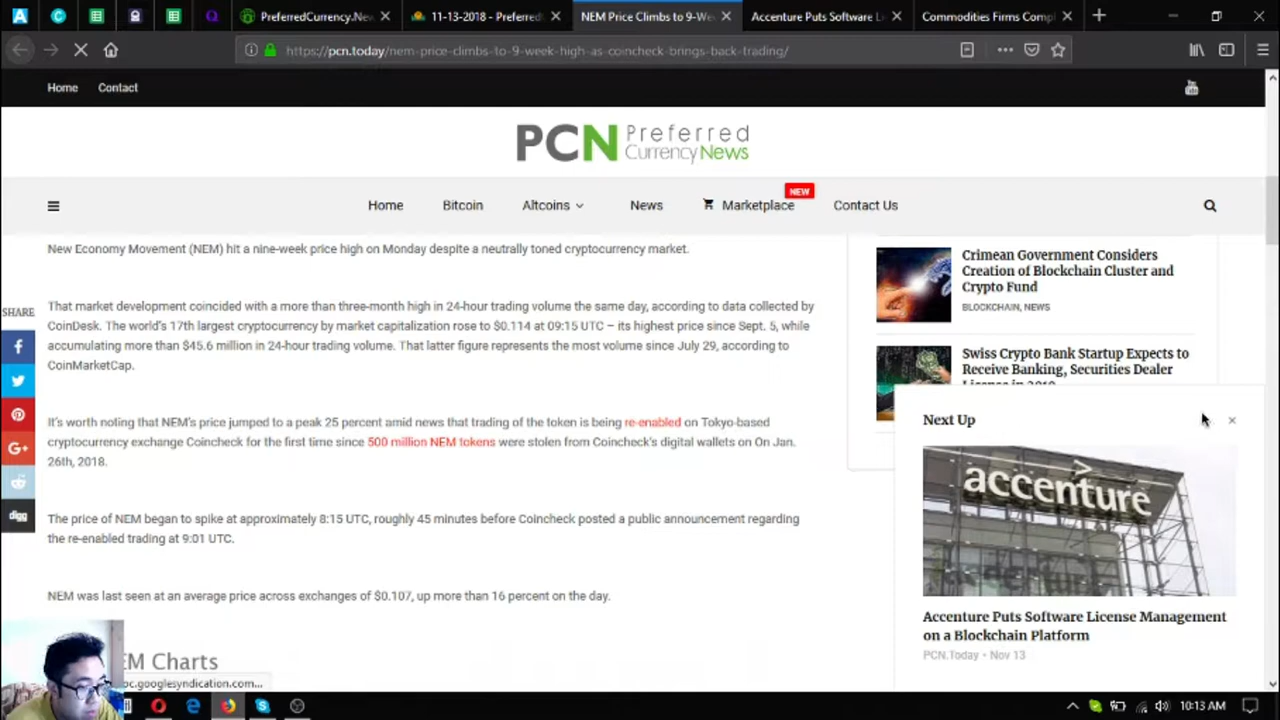 PreferredCurrency.Ne
11-13-2018 - Preferred
NEM Price Climbs to 9-We
Accenture Puts Software L
Commodities Firms Compl
https://pcn.today/nem-price-climbs-to-9-week-high-as-coincheck-brings-back-trading/
Home Contact
PCN Preferred
CurrencyNews
NEW
Home Bitcoin Altcoins News Marketplace Contact Us
New Economy Movement (NEM) hit a nine-week price high on Monday despite a neutrally toned cryptocurrency market.
That market development coincided with a more than three-month high in 24-hour trading volume the same day, according to data collected by
CoinDesk. The world's 17th largest cryptocurrency by market capitalization rose to $0.114 at 09:15 UTC – its highest price since Sept. 5, while
accumulating more than $45.6 million in 24-hour trading volume. That latter figure represents the most volume since July 29, according to
CoinMarketCap.
It's worth noting that NEM's price jumped to a peak 25 percent amid news that trading of the token is being re-enabled on Tokyo-based
cryptocurrency exchange Coincheck for the first time since 500 million NEM tokens were stolen from Coincheck's digital wallets on On Jan.
26th, 2018.
The price of NEM began to spike at approximately 8:15 UTC, roughly 45 minutes before Coincheck posted a public announcement regarding
the re-enabled trading at 9:01 UTC.
NEM was last seen at an average price across exchanges of $0.107, up more than 16 percent on the day.
EM Charts
oc.googlesyndication.com...
SHARE
G+
digg
Crimean Government Considers
Creation of Blockchain Cluster and
Crypto Fund
BLOCKCHAIN, NEWS
Swiss Crypto Bank Startup Expects to
Receive Banking, Securities Dealer
License in 2019
Next Up
accenture
Accenture Puts Software License Management
on a Blockchain Platform
PCN.Today • Nov 13
10:13 AM